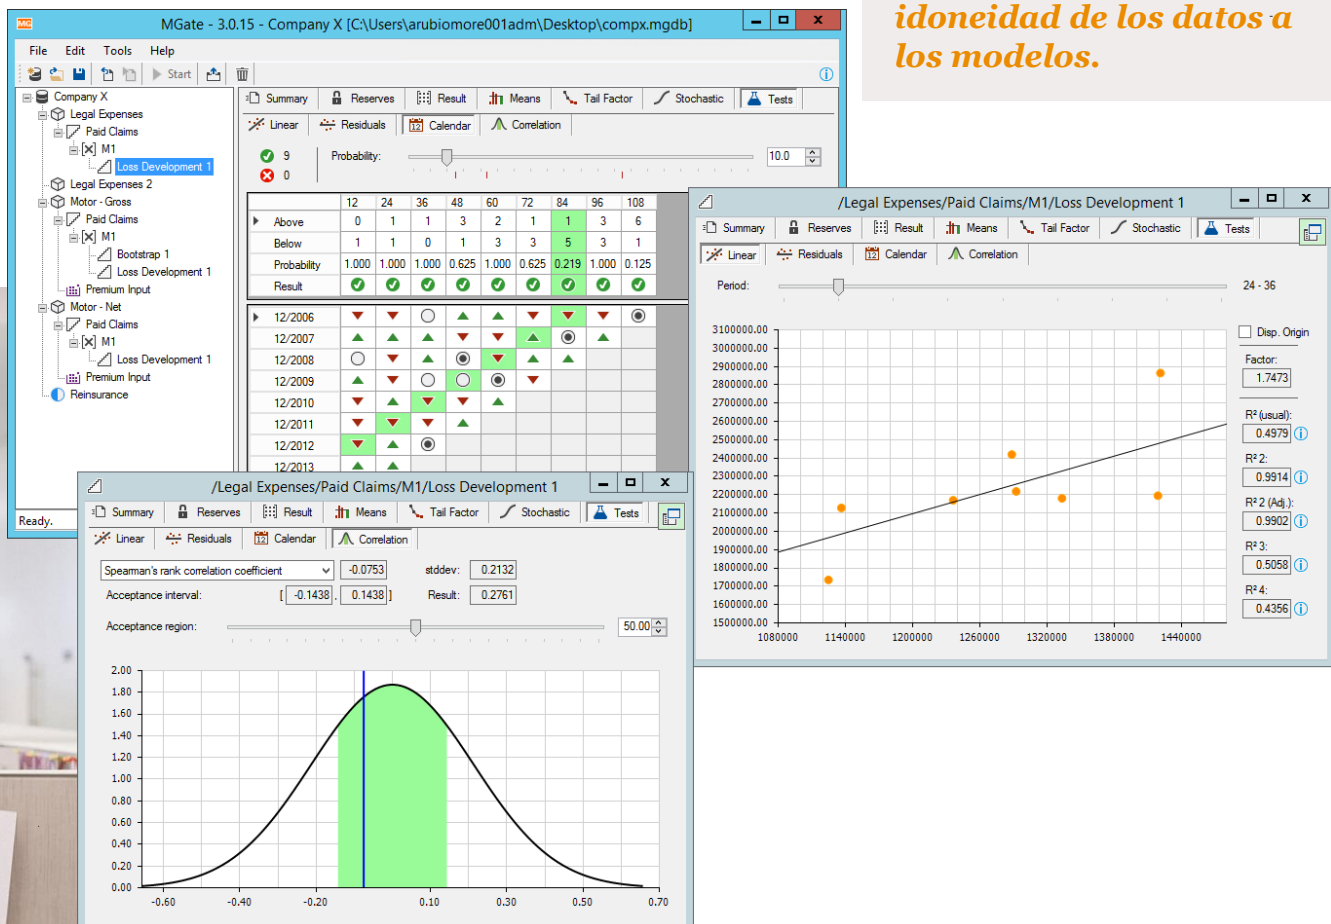 idoneidad de los datos a
los modelos.
MGate - 3.0.15 - Company X [C:\Users\arubiomore001adm\Desktop\compx.mgdb]
File Edit Tools Help
Start
Company X
Legal Expenses
Paid Claims
[X] M1
Loss Development 1
Legal Expenses 2
Motor - Gross
Paid Claims
[X] M1
Bootstrap 1
Loss Development 1
Premium Input
Motor - Net
Paid Claims
[X] M1
Loss Development 1
Premium Input
Reinsurance
Ready.
Summary Reserves Result Means Tail Factor Stochastic Tests
Linear Residuals Calendar Correlation
9 Probability: 10.0
0
12 24 36 48 60 72 84 96 108
Above 0 1 1 3 2 1 1 3 6
Below 1 1 0 1 3 3 5 3 1
Probability 1.000 1.000 1.000 0.625 1.000 0.625 0.219 1.000 0.125
Result
12/2006
12/2007
12/2008
12/2009
12/2010
12/2011
12/2012
12/2013
/Legal Expenses/Paid Claims/M1/Loss Development 1
Summary Reserves Result Means Tail Factor Stochastic Tests
Linear Residuals Calendar Correlation
Period: 24 - 36
3100000.00
3000000.00
2900000.00
2800000.00
2700000.00
2600000.00
2500000.00
2400000.00
2300000.00
2200000.00
2100000.00
2000000.00
1900000.00
1800000.00
1700000.00
1600000.00
1500000.00
1080000 1140000 1200000 1260000 1320000 1380000 1440000
Disp. Origin
Factor:
1.7473
R² (usual):
0.4979
R² 2:
0.9914
R² 2 (Adj.):
0.9902
R² 3:
0.5058
R² 4:
0.4356
/Legal Expenses/Paid Claims/M1/Loss Development 1
Summary Reserves Result Means Tail Factor Stochastic Tests
Linear Residuals Calendar Correlation
Spearman's rank correlation coefficient -0.0753 stddev: 0.2132
Acceptance interval: [ -0.1438 , 0.1438 ] Result: 0.2761
Acceptance region: 50.00
2.00
1.80
1.60
1.40
1.20
1.00
0.80
0.60
0.40
0.20
0.00
-0.60 -0.40 -0.20 0.10 0.30 0.50 0.70